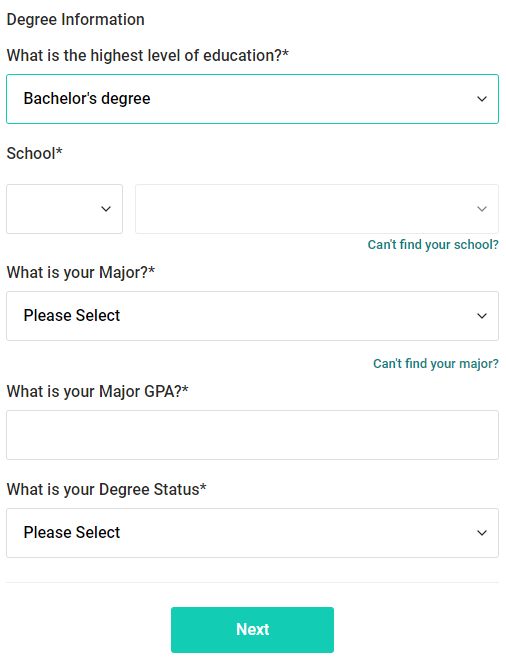 Degree Information
What is the highest level of education?*
Bachelor's degree
School*
Can't find your school?
What is your Major?*
Please Select
Can't find your major?
What is your Major GPA?*
What is your Degree Status*
Please Select
Next